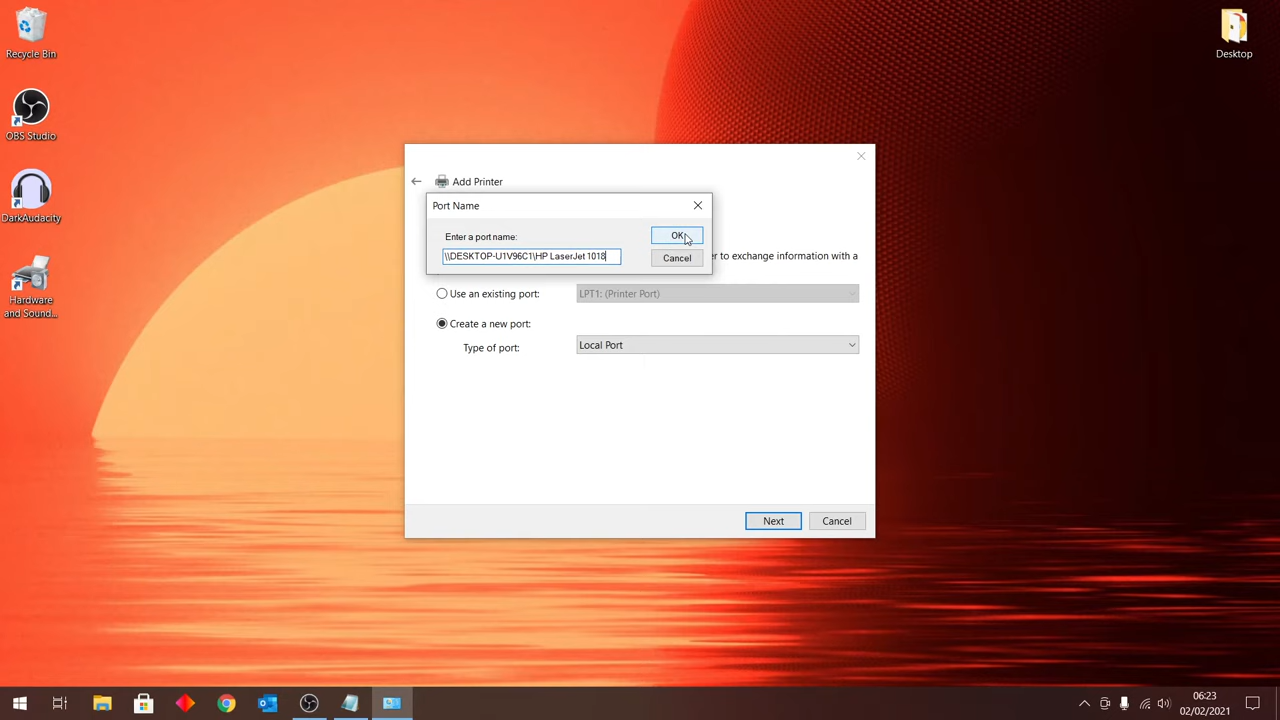 Recycle Bin
OBS Studio
DarkAudacity
Hardware
and Sound...
Desktop
Add Printer
Port Name
Enter a port name:
OK
\\DESKTOP-U1V96C1\HP LaserJet 1018
Cancel
er to exchange information with a
Use an existing port:
LPT1: (Printer Port)
Create a new port:
Type of port:
Local Port
Next
Cancel
06:23
02/02/2021